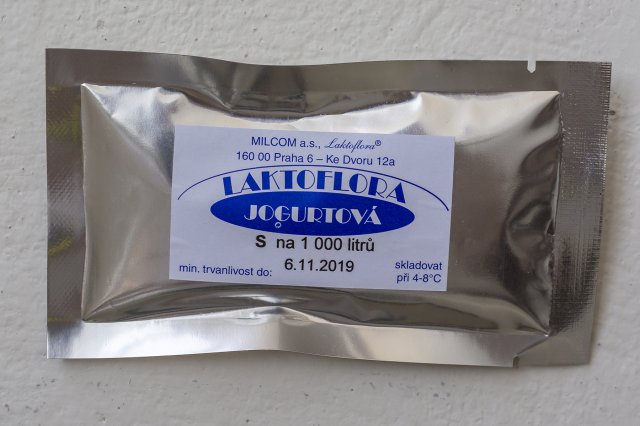 MILCOM a.s., Laktoflora®
160 00 Praha 6 – Ke Dvoru 12a
LAKTOFLORA
JOGURTOVÁ
S na 1 000 litrů
min. trvanlivost do: 6.11.2019
skladovat
při 4-8°C